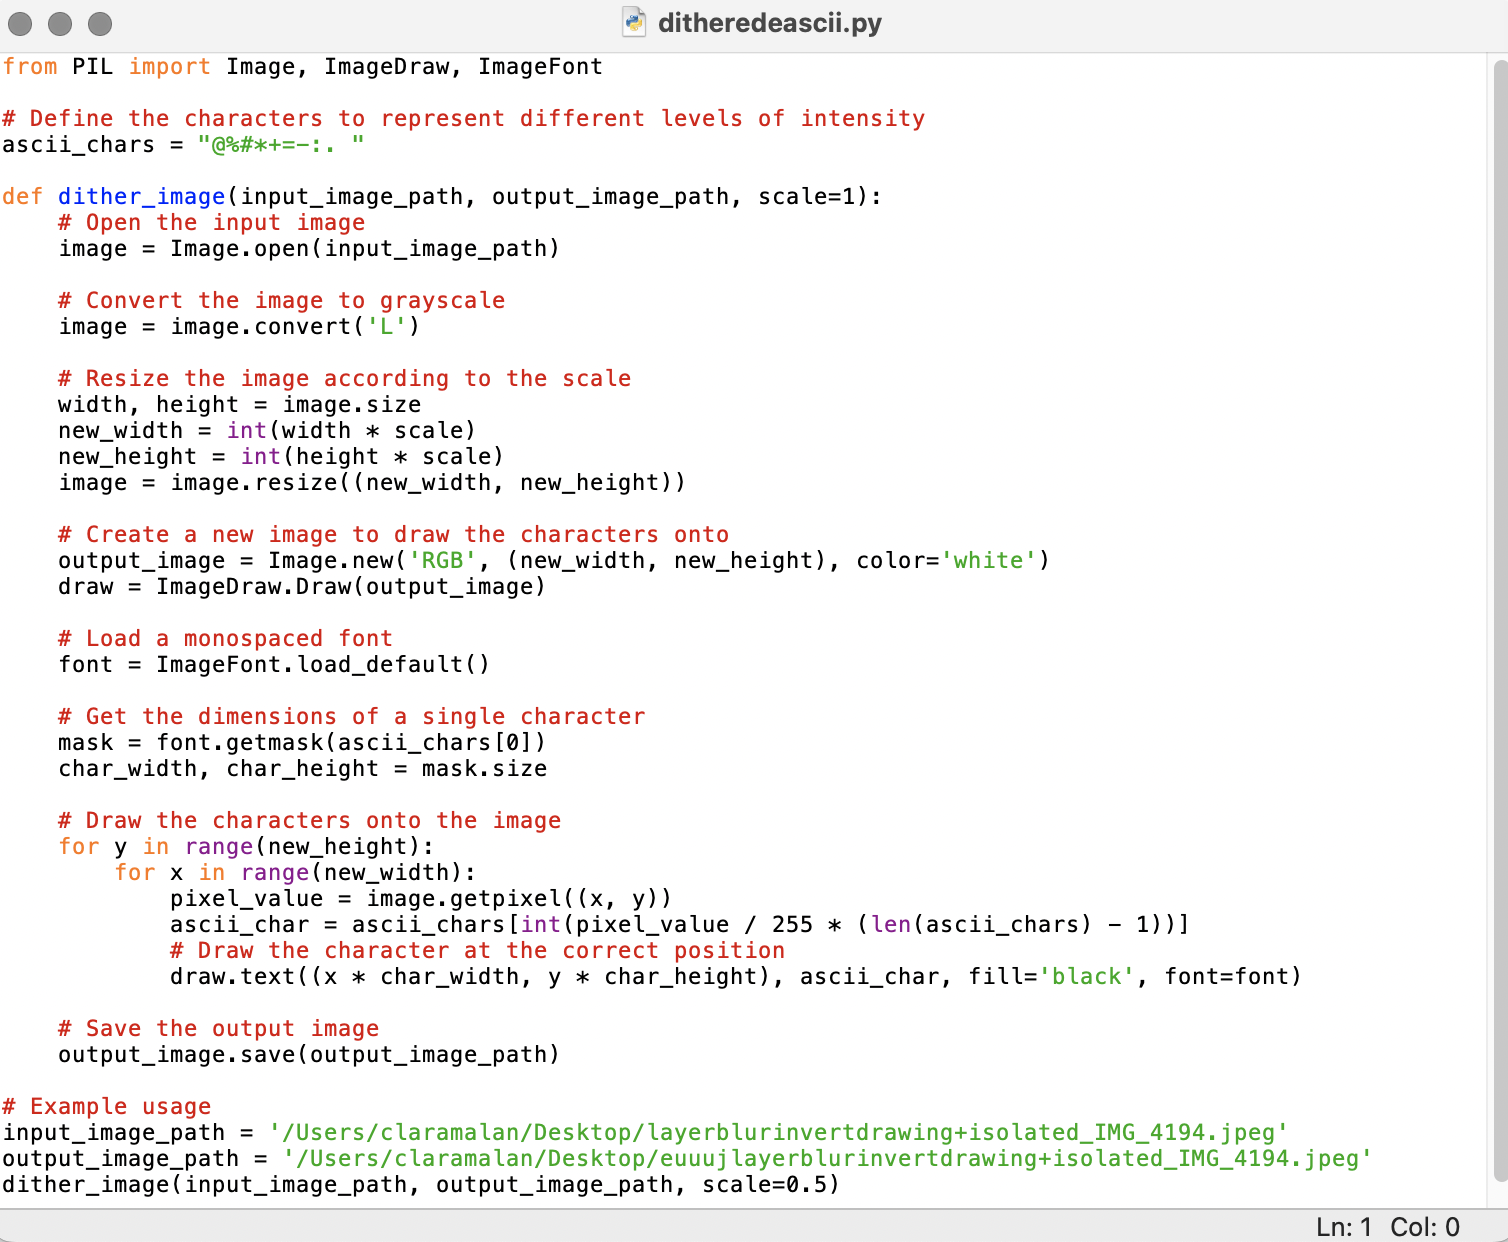 ditheredeascii.py
from PIL import Image, ImageDraw, ImageFont

# Define the characters to represent different levels of intensity
ascii_chars = "@%#*+=-:. "

def dither_image(input_image_path, output_image_path, scale=1):
    # Open the input image
    image = Image.open(input_image_path)

    # Convert the image to grayscale
    image = image.convert('L')

    # Resize the image according to the scale
    width, height = image.size
    new_width = int(width * scale)
    new_height = int(height * scale)
    image = image.resize((new_width, new_height))

    # Create a new image to draw the characters onto
    output_image = Image.new('RGB', (new_width, new_height), color='white')
    draw = ImageDraw.Draw(output_image)

    # Load a monospaced font
    font = ImageFont.load_default()

    # Get the dimensions of a single character
    mask = font.getmask(ascii_chars[0])
    char_width, char_height = mask.size

    # Draw the characters onto the image
    for y in range(new_height):
        for x in range(new_width):
            pixel_value = image.getpixel((x, y))
            ascii_char = ascii_chars[int(pixel_value / 255 * (len(ascii_chars) - 1))]
            # Draw the character at the correct position
            draw.text((x * char_width, y * char_height), ascii_char, fill='black', font=font)

    # Save the output image
    output_image.save(output_image_path)

# Example usage
input_image_path = '/Users/claramalan/Desktop/layerblurinvertdrawing+isolated_IMG_4194.jpeg'
output_image_path = '/Users/claramalan/Desktop/euuujlayerblurinvertdrawing+isolated_IMG_4194.jpeg'
dither_image(input_image_path, output_image_path, scale=0.5)
Ln: 1 Col: 0